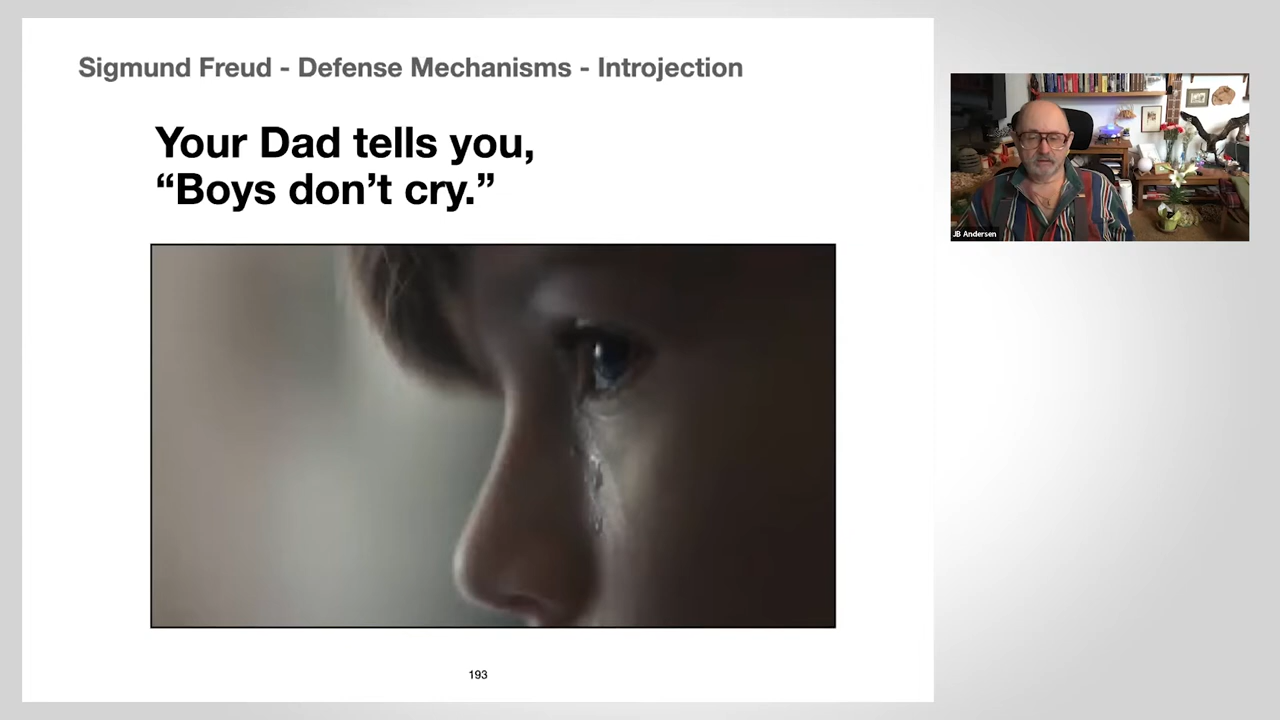 Sigmund Freud - Defense Mechanisms - Introjection
Your Dad tells you,
“Boys don’t cry.”
JB Andersen
193